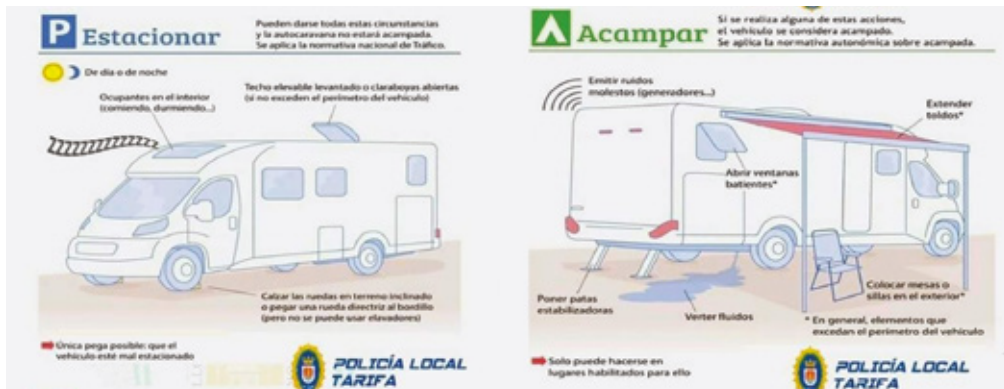 P Estacionar
Pueden darse todas estas circunstancias
y la autocaravana no estará acampada.
Se aplica la normativa nacional de Tráfico.
De día o de noche
Ocupantes en el interior
(comiendo, durmiendo...)
Techo elevable levantado o claraboyas abiertas
(si no exceden el perímetro del vehículo)
Calzar las ruedas en terreno inclinado
o pegar una rueda directriz al bordillo
(pero no se puede usar elevadores)
Única pega posible: que el
vehículo esté mal estacionado
POLICÍA LOCAL
TARIFA
Acampar
Si se realiza alguna de estas acciones,
el vehículo se considera acampado.
Se aplica la normativa autonómica sobre acampada.
Emitir ruidos
molestos (generadores...)
Extender
toldos*
Abrir ventanas
batientes*
Poner patas
estabilizadoras
Verter fluidos
Colocar mesas o
sillas en el exterior*
* En general, elementos que
excedan el perímetro del vehículo
Solo puede hacerse en
lugares habilitados para ello
POLICÍA LOCAL
TARIFA